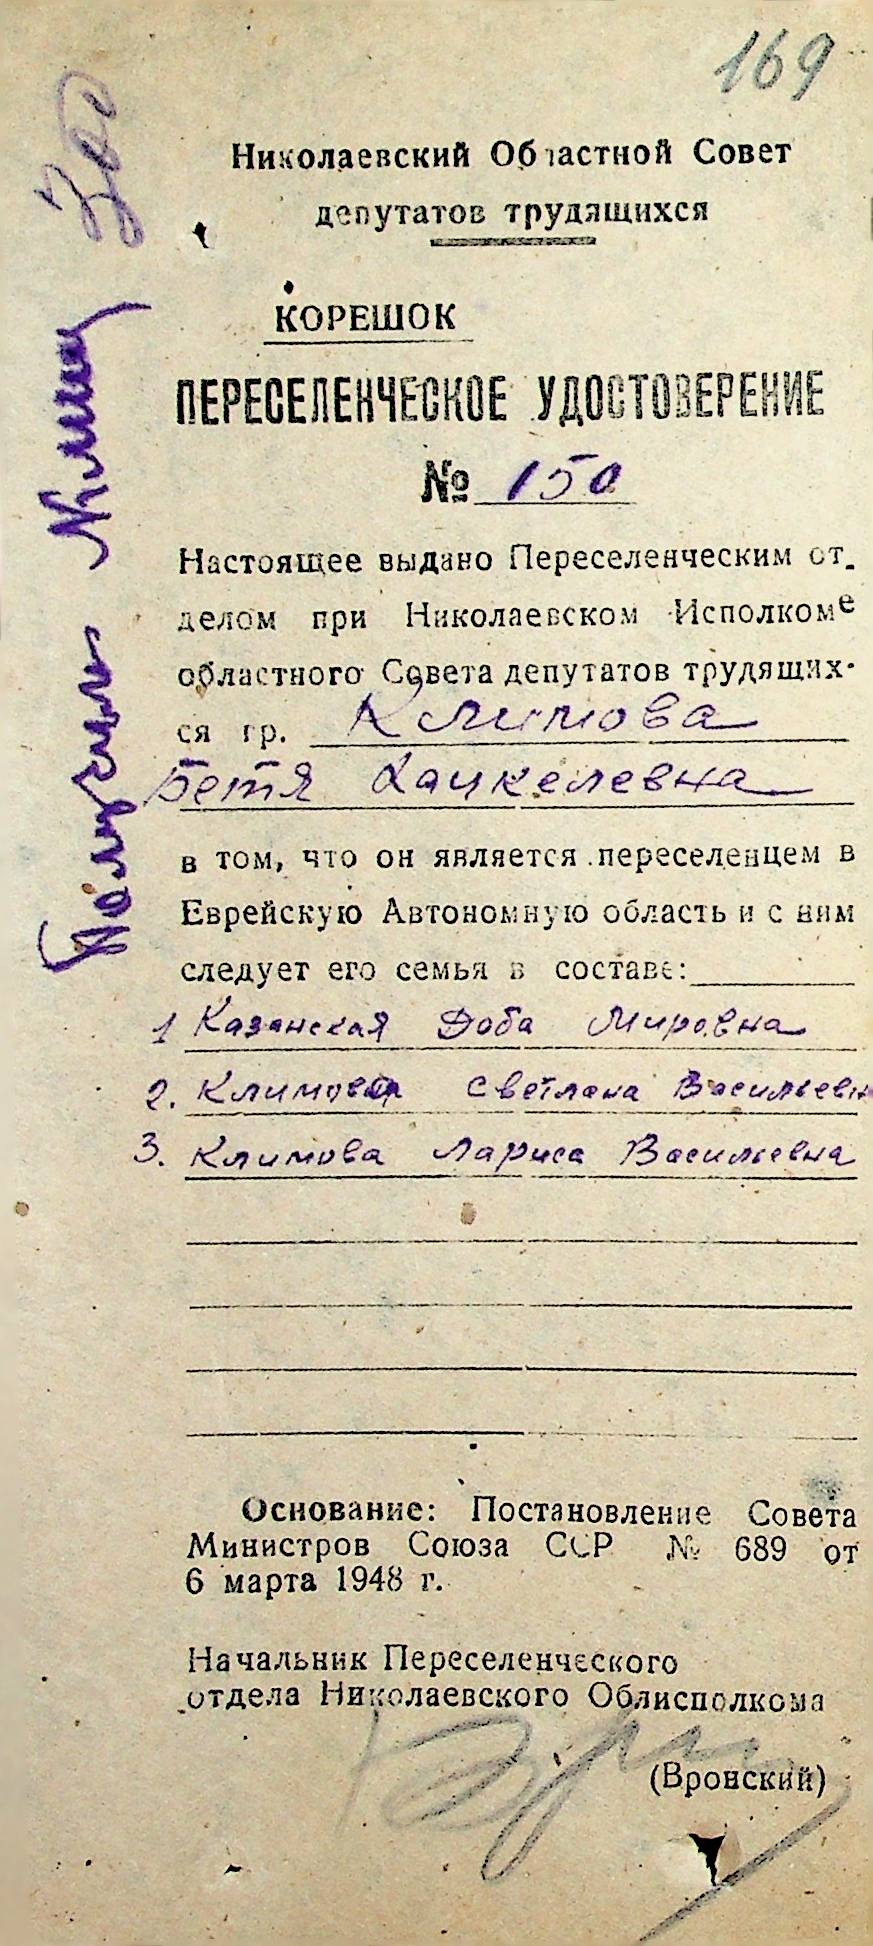 169
Николаевский Областной Совет
депутатов трудящихся
КОРЕШОК
ПЕРЕСЕЛЕНЧЕСКОЕ УДОСТОВЕРЕНИЕ
№ 150
Настоящее выдано Переселенческим от-
делом при Николаевском Исполкоме
областного Совета депутатов трудящих-
ся гр. Климова
Бетя Хацкелевна
в том, что он является переселенцем в
Еврейскую Автономную область и с ним
следует его семья в составе:
1 Казанская Доба Мировна
2. Климова Светлана Васильевн
3. Климова Лариса Васильевна
Основание: Постановление Совета
Министров Союза ССР № 689 от
6 марта 1948 г.
Начальник Переселенческого
отдела Николаевского Облисполкома
(Вронский)